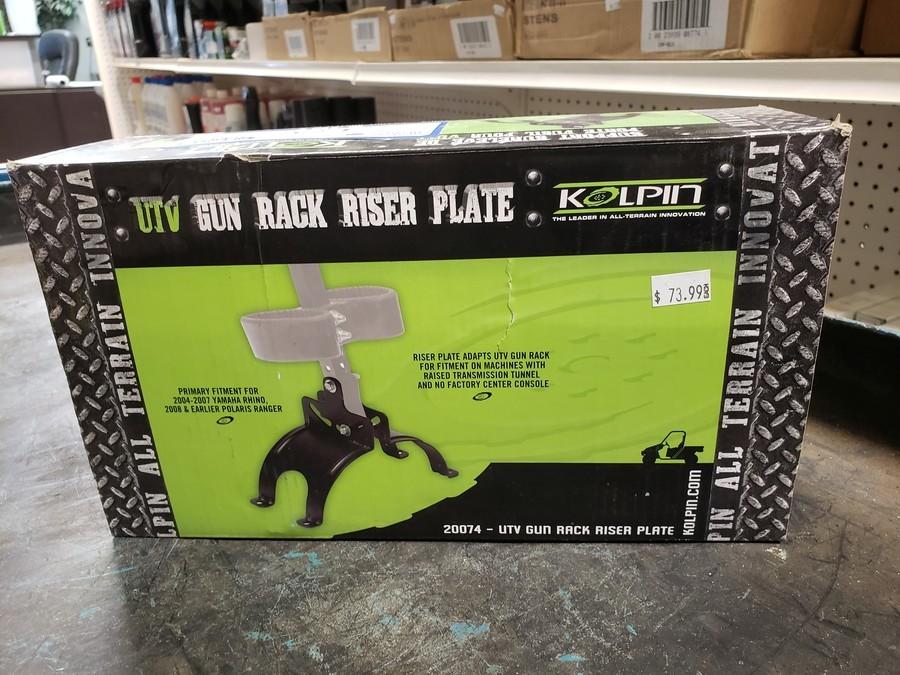 STENS
UTV GUN RACK RISER PLATE
KOLPIN
THE LEADER IN ALL-TERRAIN INNOVATION
$ 73.99
RISER PLATE ADAPTS UTV GUN RACK
FOR FITMENT ON MACHINES WITH
RAISED TRANSMISSION TUNNEL
AND NO FACTORY CENTER CONSOLE
PRIMARY FITMENT FOR
2004-2007 YAMAHA RHINO,
2008 & EARLIER POLARIS RANGER
20074 - UTV GUN RACK RISER PLATE
KOLPIN.COM
LPIN ALL TERRAIN INNOVA
PIN ALL TERRAIN INNOVAT